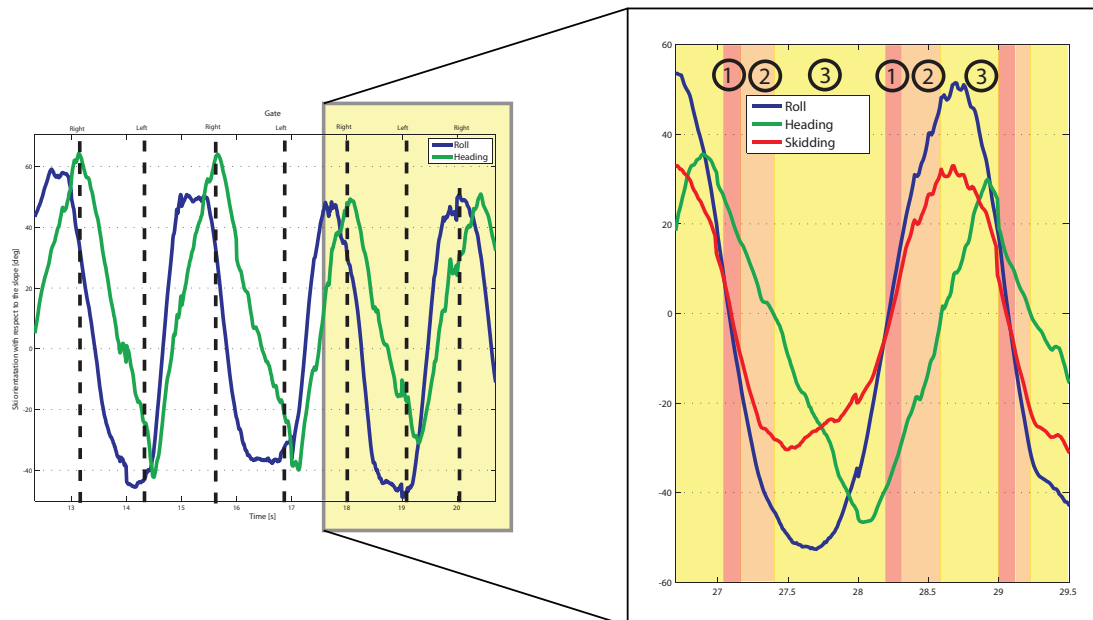 Gate
Right Left Right Left Right Left Right
Roll
Heading
Ski orientatation with respect to the slope [deg]
60
40
20
0
-20
-40
13 14 15 16 17 18 19 20
Time [s]
1 2 3 1 2 3
Roll
Heading
Skidding
60
40
20
0
-20
-40
-60
27 27.5 28 28.5 29 29.5